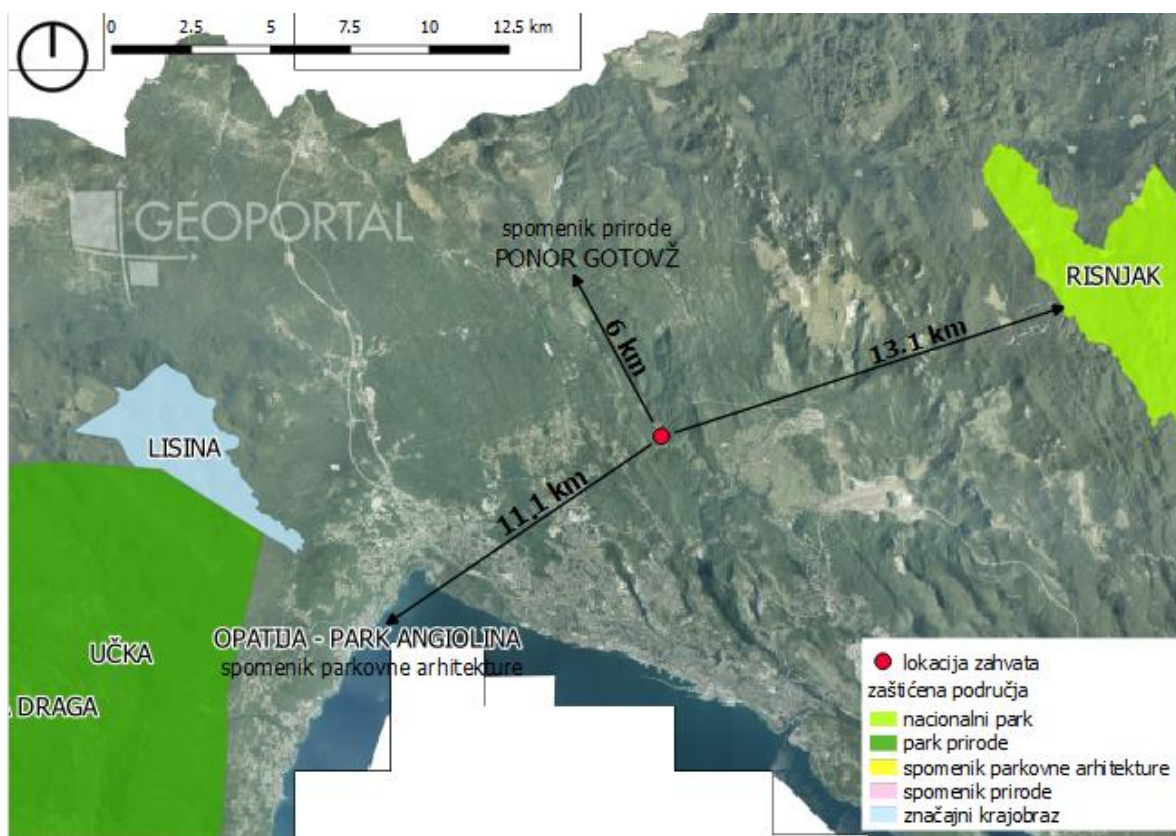 0 2.5 5 7.5 10 12.5 km
GEOPORTAL
spomenik prirode
PONOR GOTOVŽ
RISNJAK
6 km
13.1 km
LISINA
11.1 km
OPATIJA - PARK ANGIOLINA
spomenik parkovne arhitekture
UČKA
DRAGA
lokacija zahvata
zaštićena područja
nacionalni park
park prirode
spomenik parkovne arhitekture
spomenik prirode
značajni krajobraz